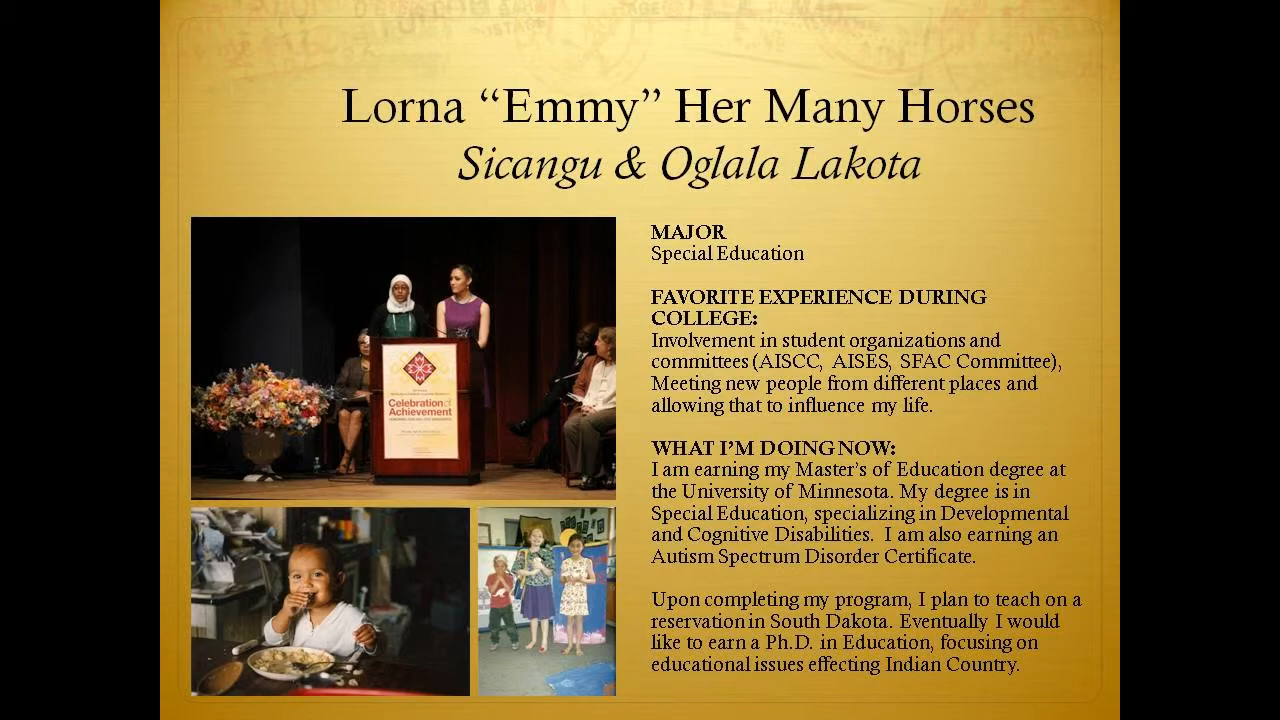 Lorna “Emmy” Her Many Horses
Sicangu & Oglala Lakota
Celebration of
Achievement
MAJOR
Special Education
FAVORITE EXPERIENCE DURING
COLLEGE:
Involvement in student organizations and
committees (AISCC, AISES, SFAC Committee),
Meeting new people from different places and
allowing that to influence my life.
WHAT I’M DOING NOW:
I am earning my Master’s of Education degree at
the University of Minnesota. My degree is in
Special Education, specializing in Developmental
and Cognitive Disabilities. I am also earning an
Autism Spectrum Disorder Certificate.
Upon completing my program, I plan to teach on a
reservation in South Dakota. Eventually I would
like to earn a Ph.D. in Education, focusing on
educational issues effecting Indian Country.